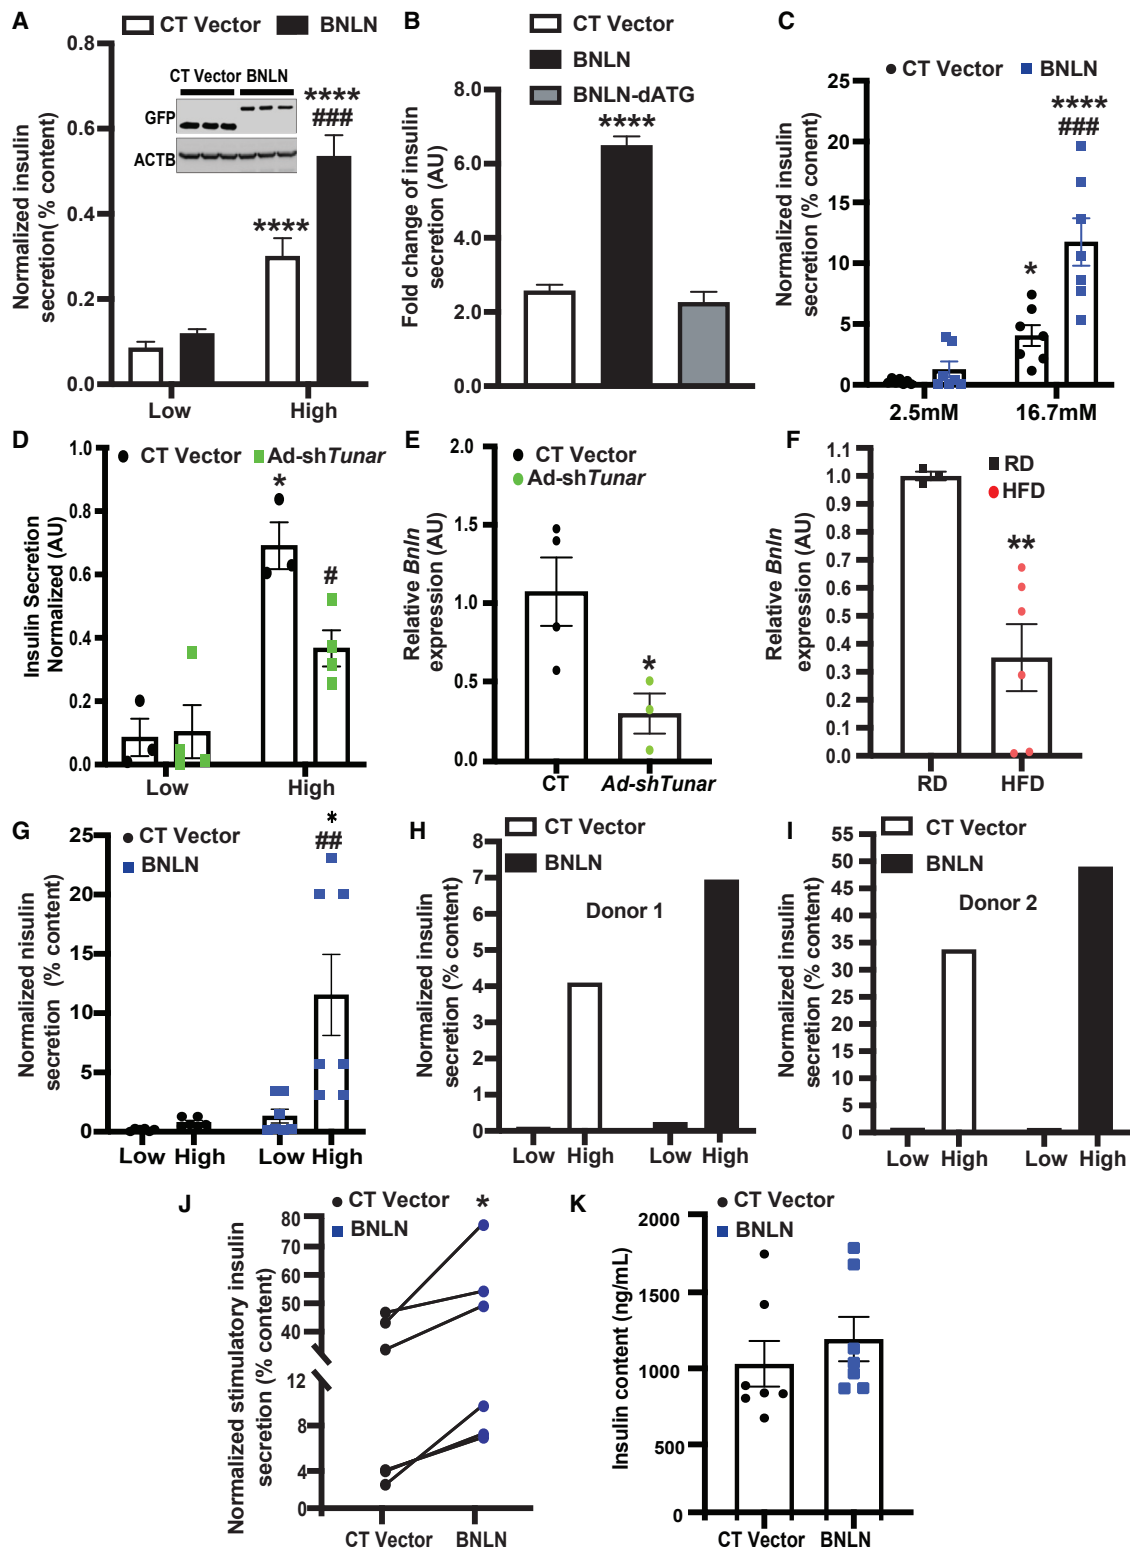 A
CT Vector
BNLN
Normalized insulin
secretion( % content)
0.8
0.6
0.4
0.2
0.0
CT Vector BNLN
GFP
ACTB
****
****
###
Low
High
B
CT Vector
BNLN
BNLN-dATG
Fold change of insulin
secretion (AU)
8.0
6.0
4.0
2.0
0.0
****
C
CT Vector
BNLN
Normalized insulin
secretion (% conent)
25
20
15
10
5
0
*
****
###
2.5mM
16.7mM
D
CT Vector
Ad-shTunar
Insulin Secretion
Normalized (AU)
1.0
0.8
0.6
0.4
0.2
0.0
*
#
Low
High
E
CT Vector
Ad-shTunar
Relative Bnln
expression (AU)
2.0
1.5
1.0
0.5
0.0
*
CT
Ad-shTunar
F
RD
HFD
Relative Bnln
expression (AU)
1.1
1.0
0.9
0.8
0.7
0.6
0.5
0.4
0.3
0.2
0.1
0.0
**
RD
HFD
G
CT Vector
BNLN
Normalized nisulin
secretion (% content)
25
20
15
10
5
0
*
##
Low High
Low High
H
CT Vector
BNLN
Donor 1
Normalized insulin
secretion (% content)
8
7
6
5
4
3
2
1
0
Low High
Low High
I
CT Vector
BNLN
Donor 2
Normalized insulin
secretion (% content)
55
50
45
40
35
30
25
20
15
10
5
0
Low High
Low High
J
CT Vector
BNLN
Normalized stimulatory insulin
secretion (% content)
80
70
60
50
40
12
8
4
0
*
CT Vector
BNLN
K
CT Vector
BNLN
Insulin content (ng/mL)
2000
1500
1000
500
0
CT Vector
BNLN